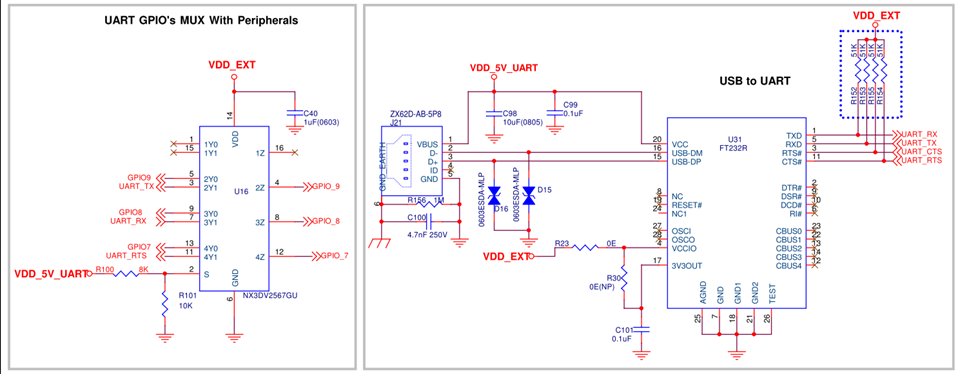 UART GPIO's MUX With Peripherals
VDD_EXT
C40
1uF(0603)
14
VDD
1 1Y0
15 1Y1
1Z 16
U16
GPIO9 5 2Y0
UART_TX 3 2Y1
2Z 4 GPIO_9
GPIO8 9 3Y0
UART_RX 7 3Y1
3Z 8 GPIO_8
GPIO7 13 4Y0
UART_RTS 11 4Y1
4Z 12 GPIO_7
VDD_5V_UART R100 8K 2 S
GND
6
NX3DV2567GU
R101
10K
USB to UART
VDD_5V_UART
C98
10uF(0805)
C99
0.1uF
ZX62D-AB-5P8
J21
GND_EARTH
VBUS 1
D- 2
D+ 3
ID 4
GND 5
6
R156 1M
C100
4.7nF 250V
0603ESDA-MLP
D16
0603ESDA-MLP
D15
VDD_EXT
R23 0E
R30
0E(NP)
C101
0.1uF
U31
FT232R
20 VCC
16 USB-DM
15 USB-DP
8 NC
19 RESET#
24 NC1
27 OSCI
28 OSCO
4 VCCIO
17 3V3OUT
AGND
GND
GND1
GND2
TEST
25
7
18
21
26
TXD 1 UART_RX
RXD 5 UART_TX
RTS# 3 UART_CTS
CTS# 11 UART_RTS
DTR# 2
DSR# 9
DCD# 10
RI# 6
CBUS0 23
CBUS1 22
CBUS2 13
CBUS3 14
CBUS4 12
VDD_EXT
51K
51K
51K
51K
R152
R153
R155
R154